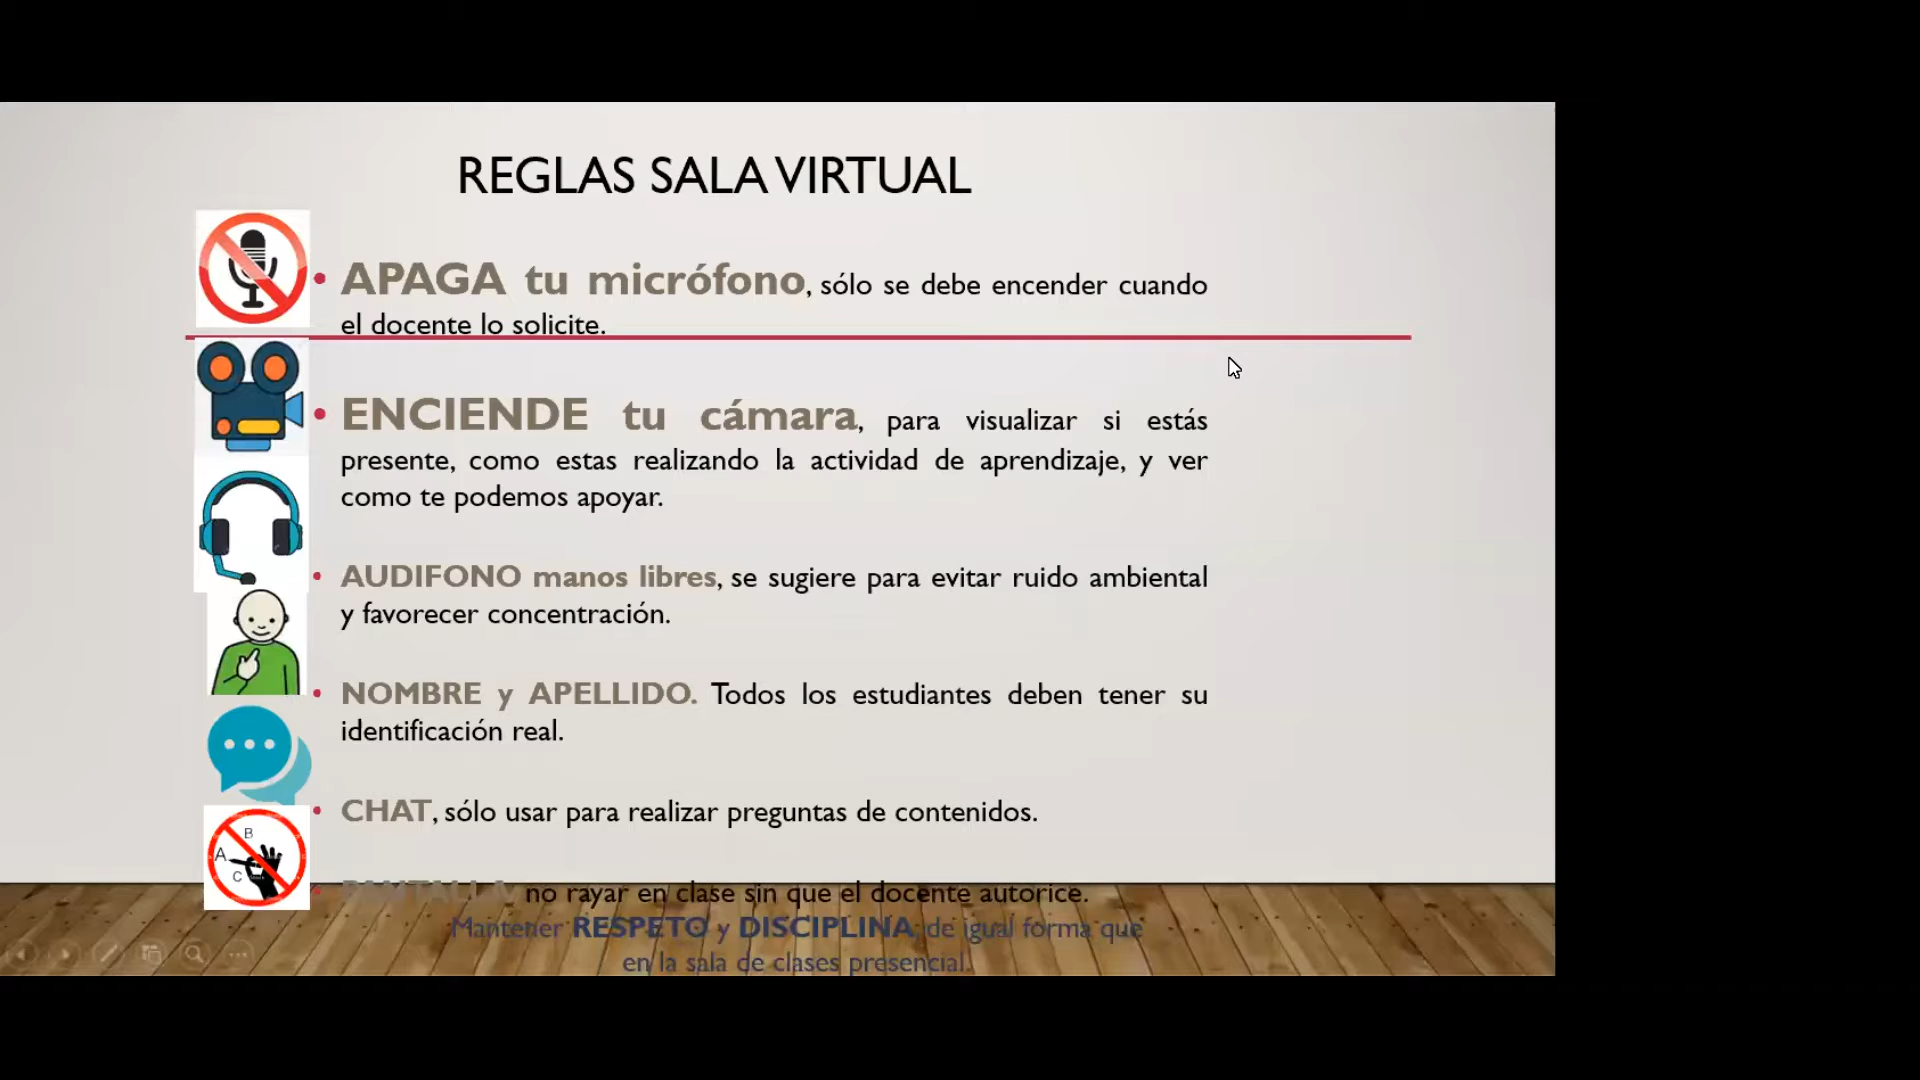 REGLAS SALA VIRTUAL
• APAGA tu micrófono, sólo se debe encender cuando
el docente lo solicite.
• ENCIENDE tu cámara, para visualizar si estás
presente, como estas realizando la actividad de aprendizaje, y ver
como te podemos apoyar.
• AUDIFONO manos libres, se sugiere para evitar ruido ambiental
y favorecer concentración.
• NOMBRE y APELLIDO. Todos los estudiantes deben tener su
identificación real.
• CHAT, sólo usar para realizar preguntas de contenidos.
B
A
C
• PANTALLA, no rayar en clase sin que el docente autorice.
Mantener RESPETO y DISCIPLINA, de igual forma que
en la sala de clases presencial.